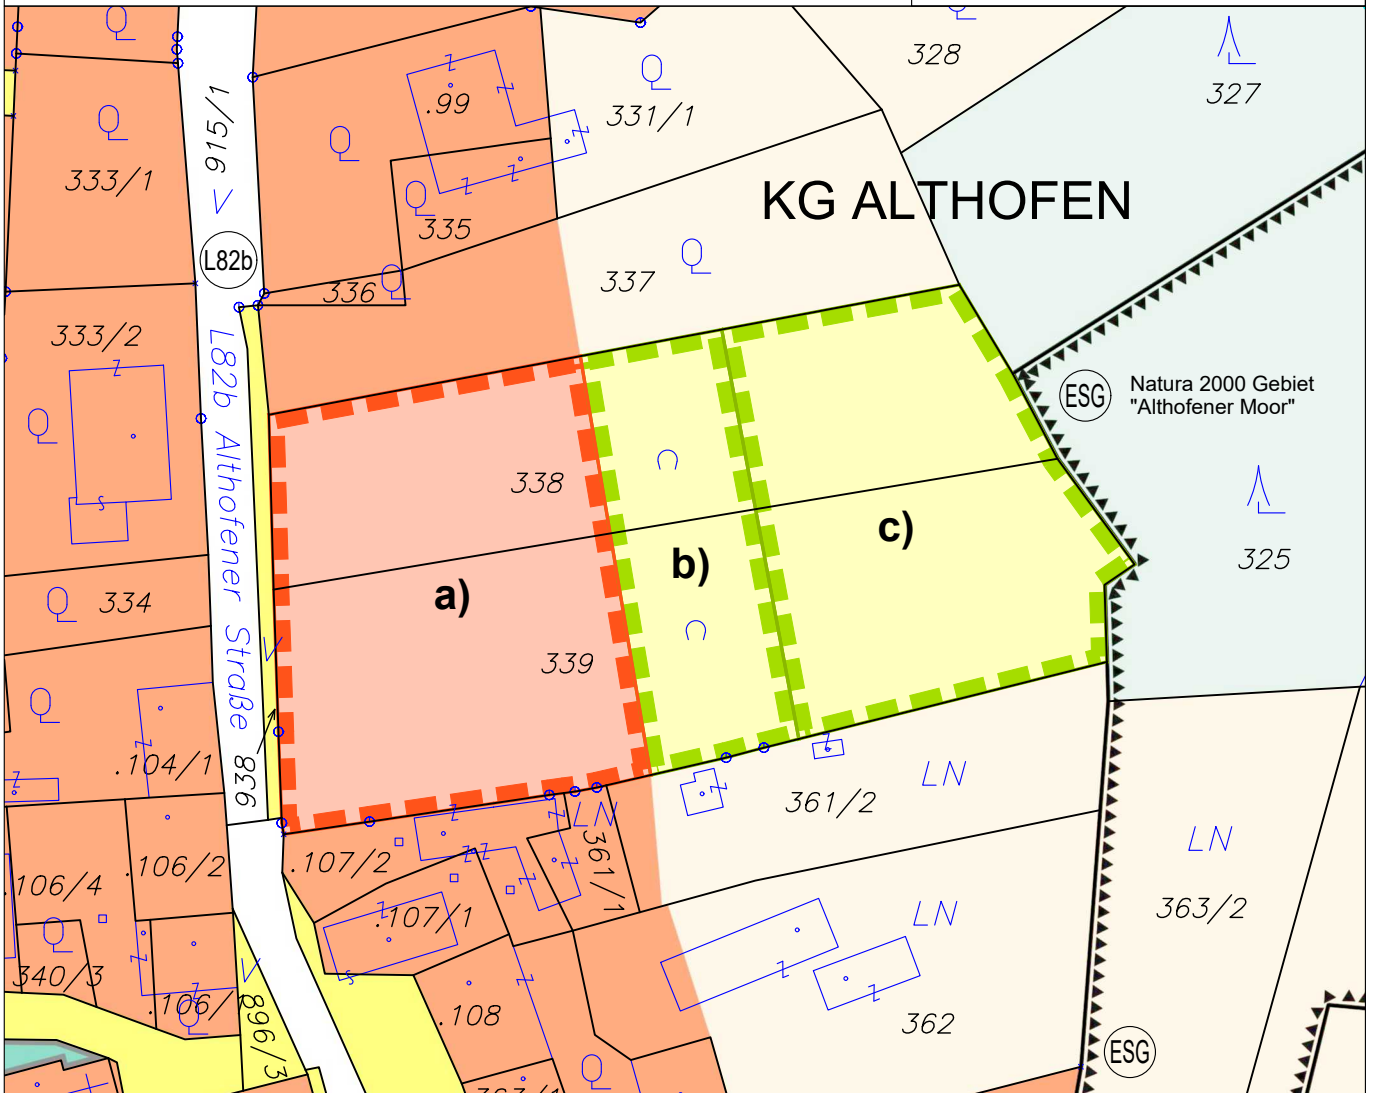 328
327
915/1
.99
331/1
333/1
KG ALTHOFEN
335
L82b
337
336
333/2
ESG
Natura 2000 Gebiet
"Althofener Moor"
L82b Althofener Straße
338
c)
b)
325
a)
334
339
.104/1
836
LN
LN
361/2
361/1
LN
.107/2
.106/2
.106/4
363/2
LN
.107/1
340/3
.108
896/3
362
ESG